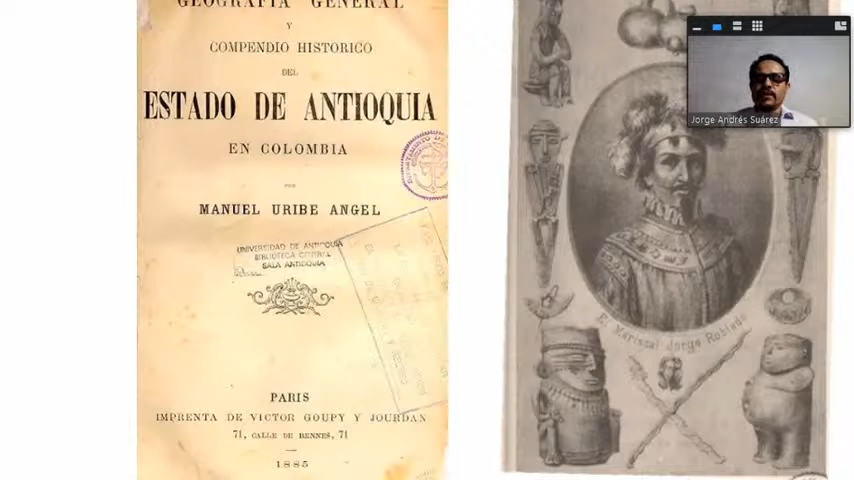 GEOGRAFIA GENERAL
Y
COMPENDIO HISTORICO
DEL
ESTADO DE ANTIOQUIA
EN COLOMBIA
POR
MANUEL URIBE ANGEL
UNIVERSIDAD DE ANTIOQUIA
BIBLIOTECA CENTRAL
SALA ANTIOQUIA
PARIS
IMPRENTA DE VICTOR GOUPY Y JOURDAN
71, CALLE DE RENNES, 71
1885
El Mariscal Jorge Robledo
Jorge Andrés Suárez